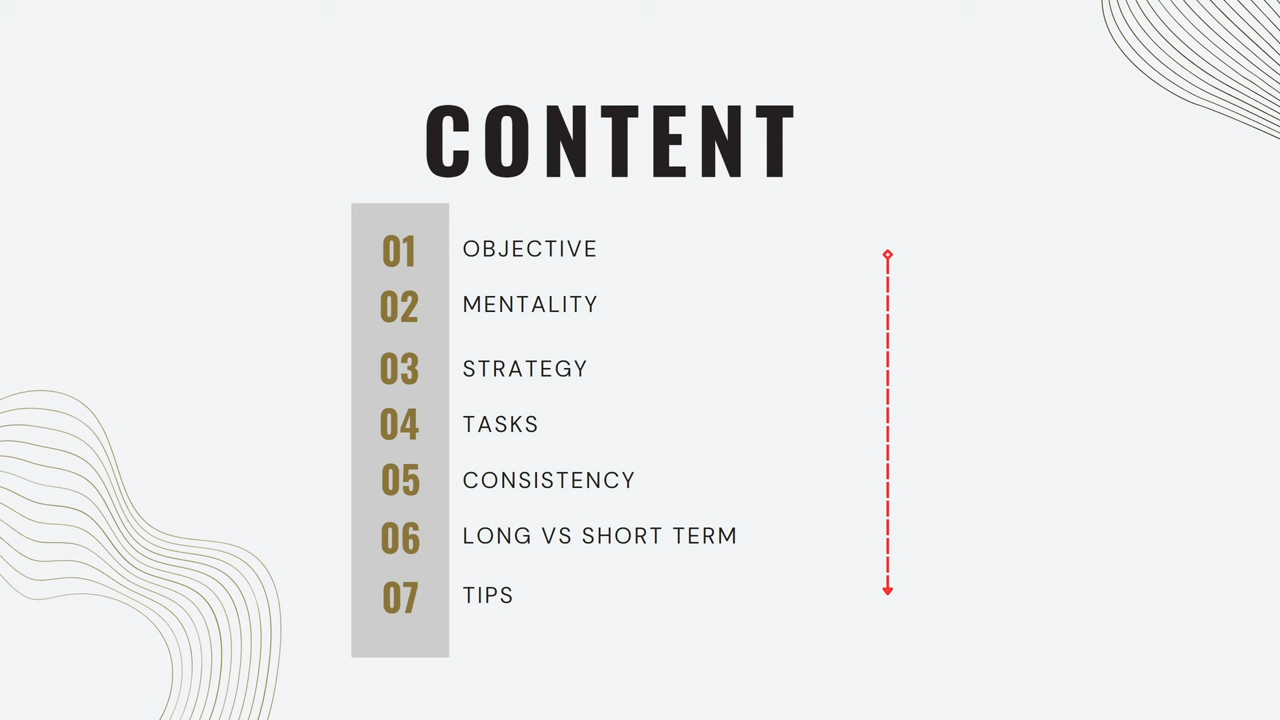 CONTENT
01 OBJECTIVE
02 MENTALITY
03 STRATEGY
04 TASKS
05 CONSISTENCY
06 LONG VS SHORT TERM
07 TIPS